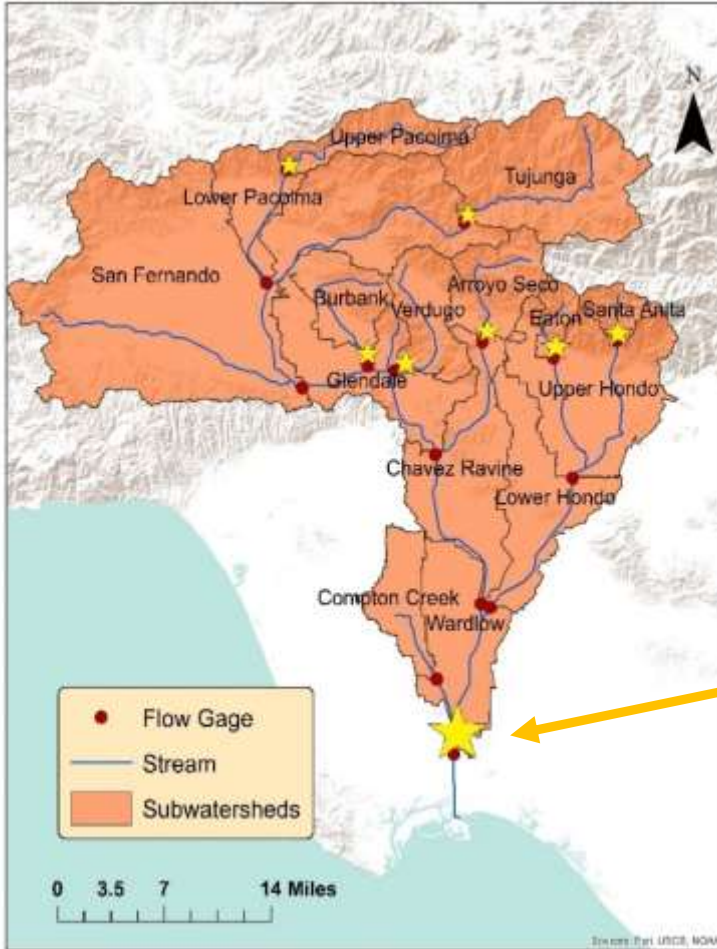 N
Upper Pacoima
Tujunga
Lower Pacoima
San Fernando
Arroyo Seco
Burbank
Verdugo
Santa Anita
Eaton
Glendale
Upper Hondo
Chavez Ravine
Lower Hondo
Compton Creek
Wardlow
Flow Gage
Stream
Subwatersheds
0 3.5 7 14 Miles